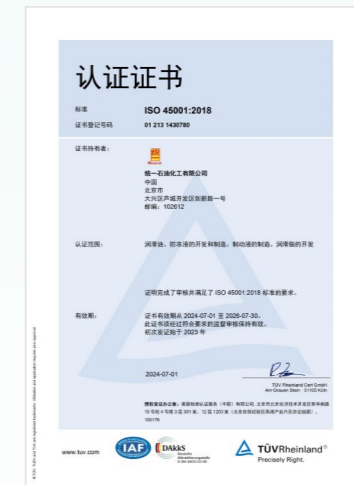 认证证书
标准 ISO 45001:2018
证书登记号码 01 213 1430780
证书持有者：
统一石油化工有限公司
中国
北京市
大兴区芦城开发区创新路一号
邮编：102612
认证范围： 润滑油、防冻液的开发和制造，制动液的制造，润滑脂的开发
证明完成了审核并满足了 ISO 45001:2018 标准的要求。
有效期： 证书有效期从 2024-07-01 至 2026-07-30。
此证书须经过符合要求的监督审核保持有效。
初次发证始于 2023 年
2024-07-01
TÜV Rheinland Cert GmbH
Am Grauen Stein · 51105 Köln
www.tuv.com
IAF
DAkkS
Deutsche
Akkreditierungsstelle
TÜVRheinland®
Precisely Right.